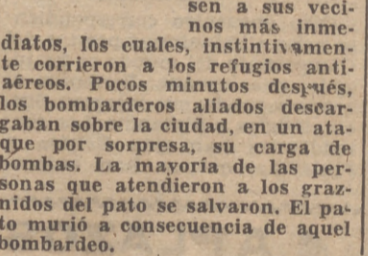 sen a sus veci-
nos más inme-
diatos, los cuales, instintivamen-
te corrieron a los refugios anti-
aéreos. Pocos minutos después,
los bombarderos aliados descar-
gaban sobre la ciudad, en un ata-
que por sorpresa, su carga de
bombas. La mayoría de las per-
sonas que atendieron a los graz-
nidos del pato se salvaron. El pa-
to murió a consecuencia de aquel
bombardeo.